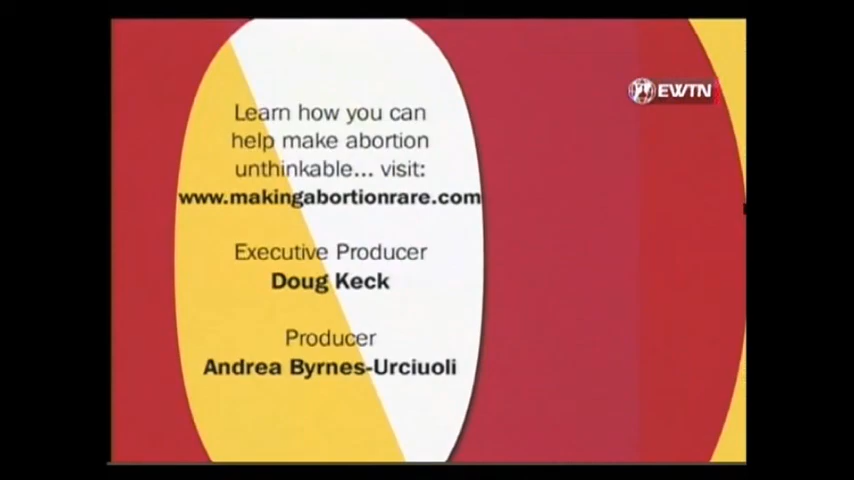 EWTN
Learn how you can
help make abortion
unthinkable... visit:
www.makingabortionrare.com
Executive Producer
Doug Keck
Producer
Andrea Byrnes-Urciuoli